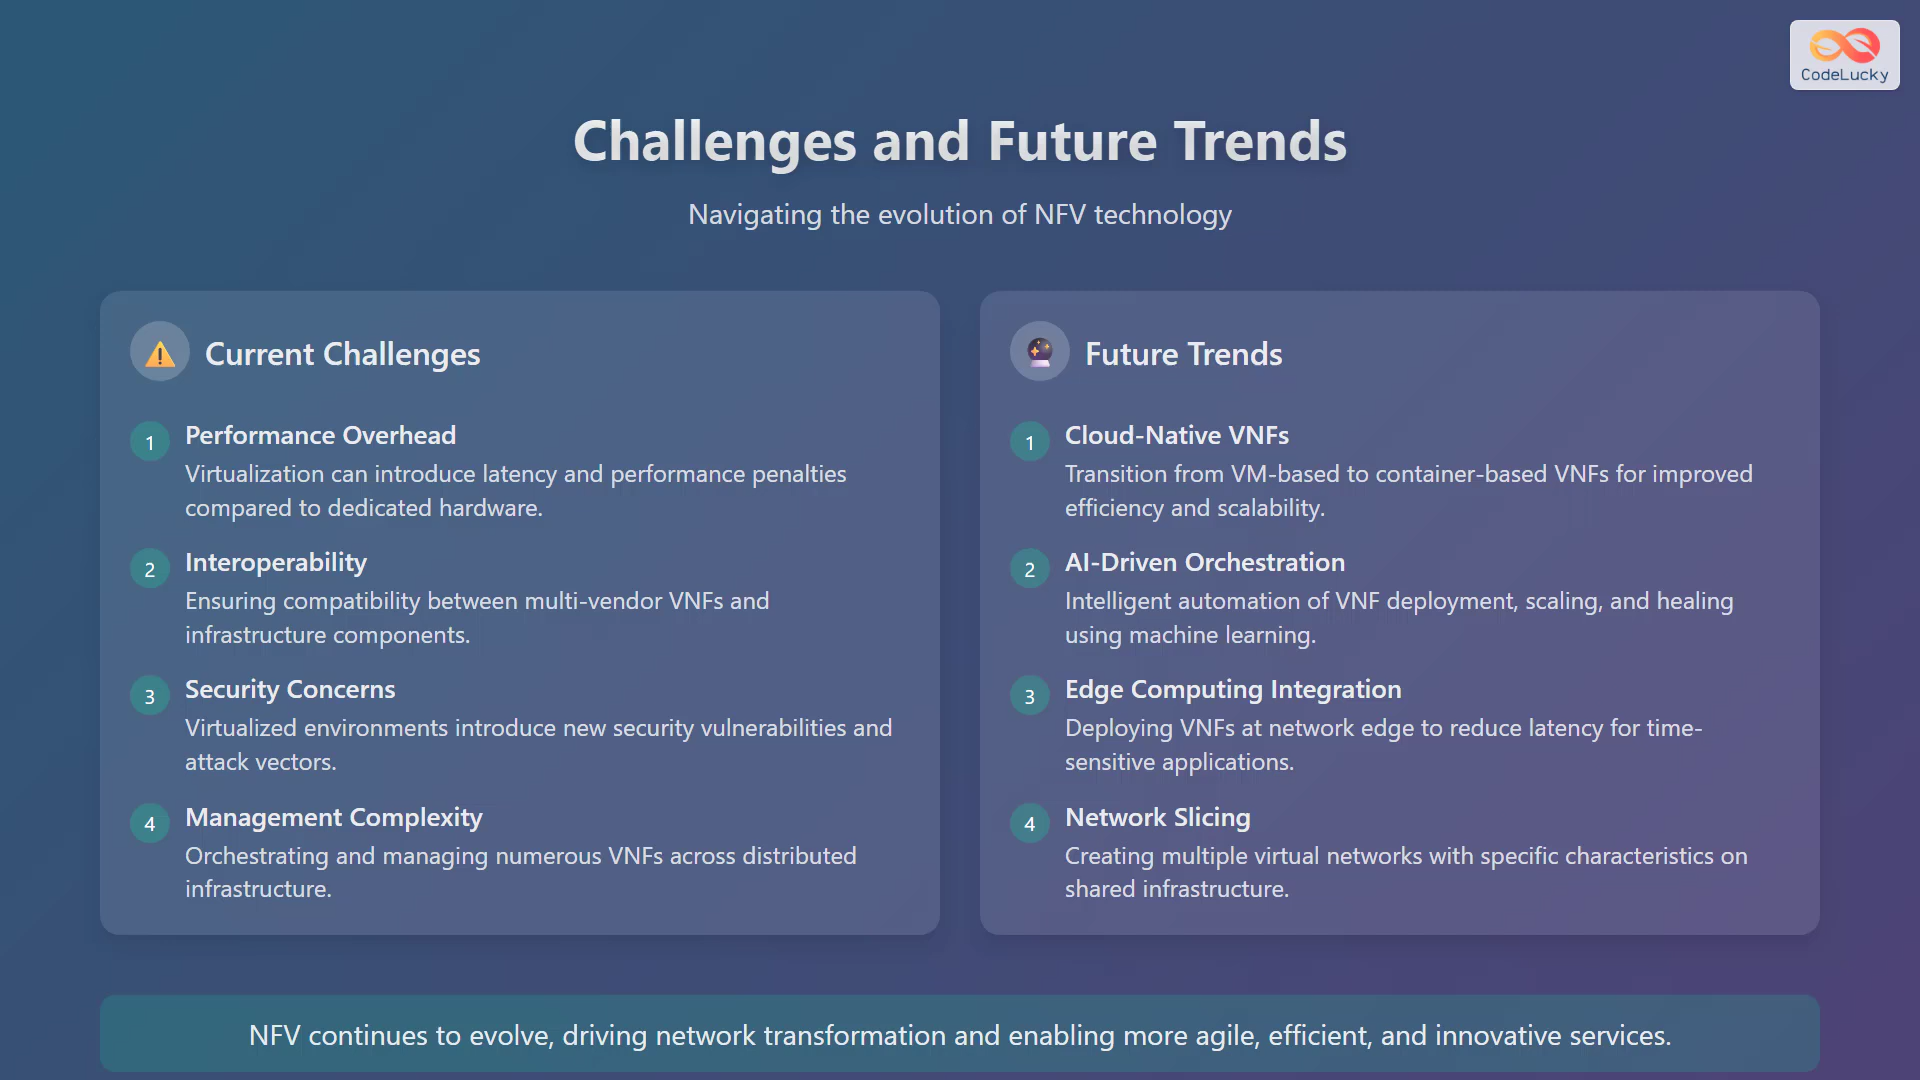 CodeLucky
Challenges and Future Trends
Navigating the evolution of NFV technology
Current Challenges
1
Performance Overhead
Virtualization can introduce latency and performance penalties
compared to dedicated hardware.
2
Interoperability
Ensuring compatibility between multi-vendor VNFs and
infrastructure components.
3
Security Concerns
Virtualized environments introduce new security vulnerabilities and
attack vectors.
4
Management Complexity
Orchestrating and managing numerous VNFs across distributed
infrastructure.
Future Trends
1
Cloud-Native VNFs
Transition from VM-based to container-based VNFs for improved
efficiency and scalability.
2
AI-Driven Orchestration
Intelligent automation of VNF deployment, scaling, and healing
using machine learning.
3
Edge Computing Integration
Deploying VNFs at network edge to reduce latency for time-
sensitive applications.
4
Network Slicing
Creating multiple virtual networks with specific characteristics on
shared infrastructure.
NFV continues to evolve, driving network transformation and enabling more agile, efficient, and innovative services.